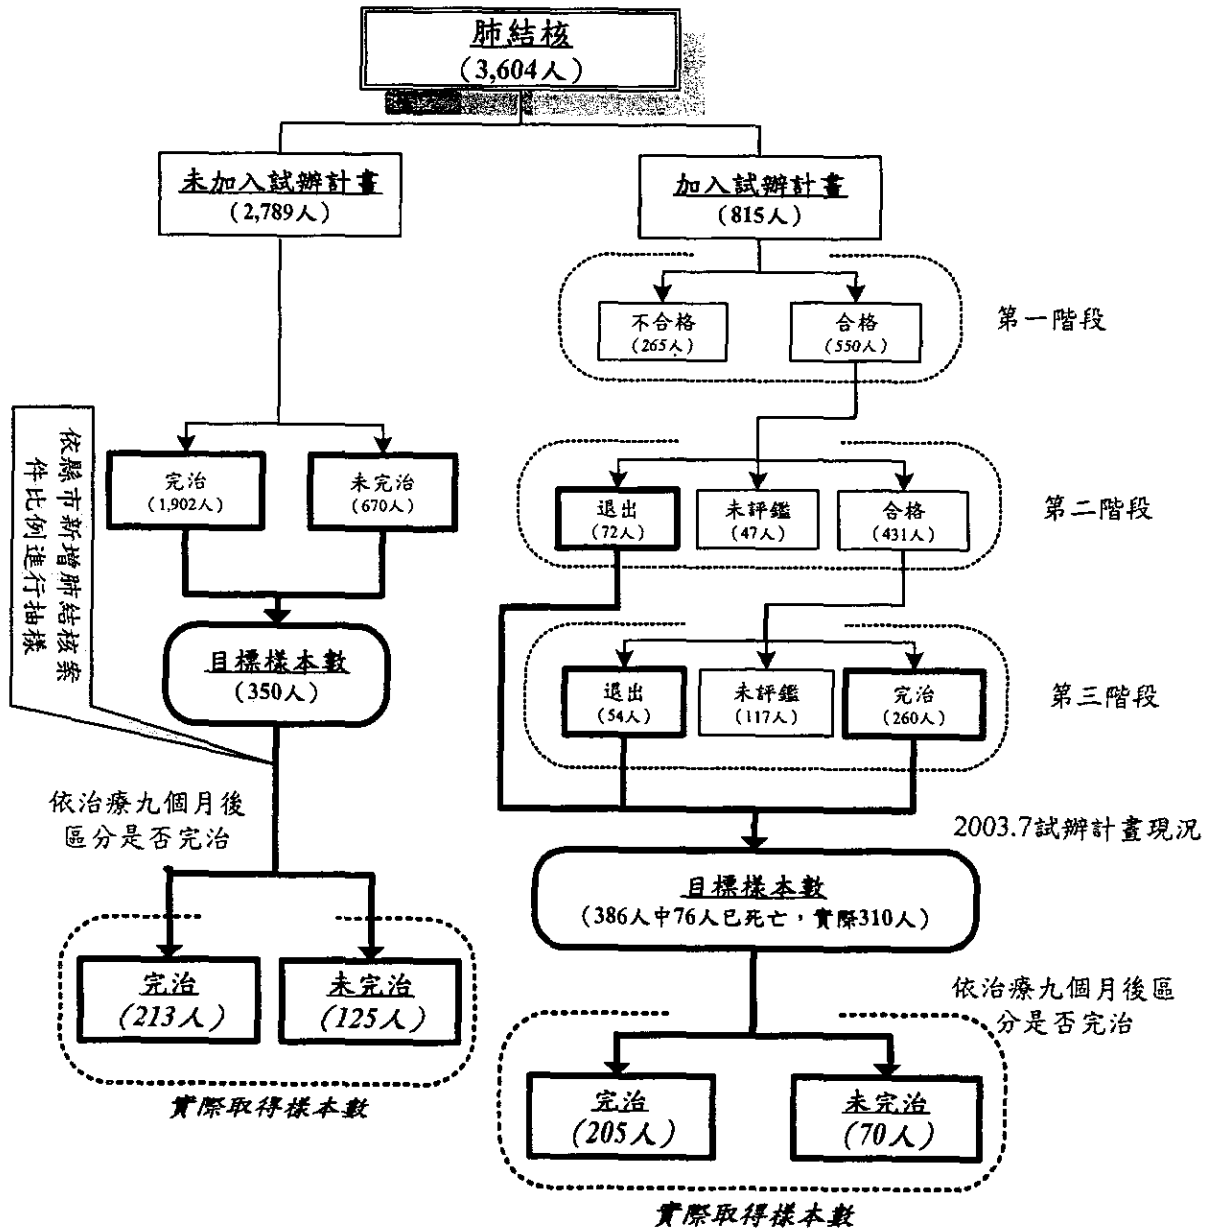 肺結核
(3,604人)
未加入試辦計畫
(2,789人)
加入試辦計畫
(815人)
不合格
(265人)
合格
(550人)
第一階段
依縣市新增肺結核案
件比例進行抽樣
完治
(1,902人)
未完治
(670人)
退出
(72人)
未評鑑
(47人)
合格
(431人)
第二階段
目標樣本數
(350人)
退出
(54人)
未評鑑
(117人)
完治
(260人)
第三階段
依治療九個月後
區分是否完治
2003.7試辦計畫現況
目標樣本數
(386人中76人已死亡，實際310人)
完治
(213人)
未完治
(125人)
實際取得樣本數
依治療九個月後區
分是否完治
完治
(205人)
未完治
(70人)
實際取得樣本數